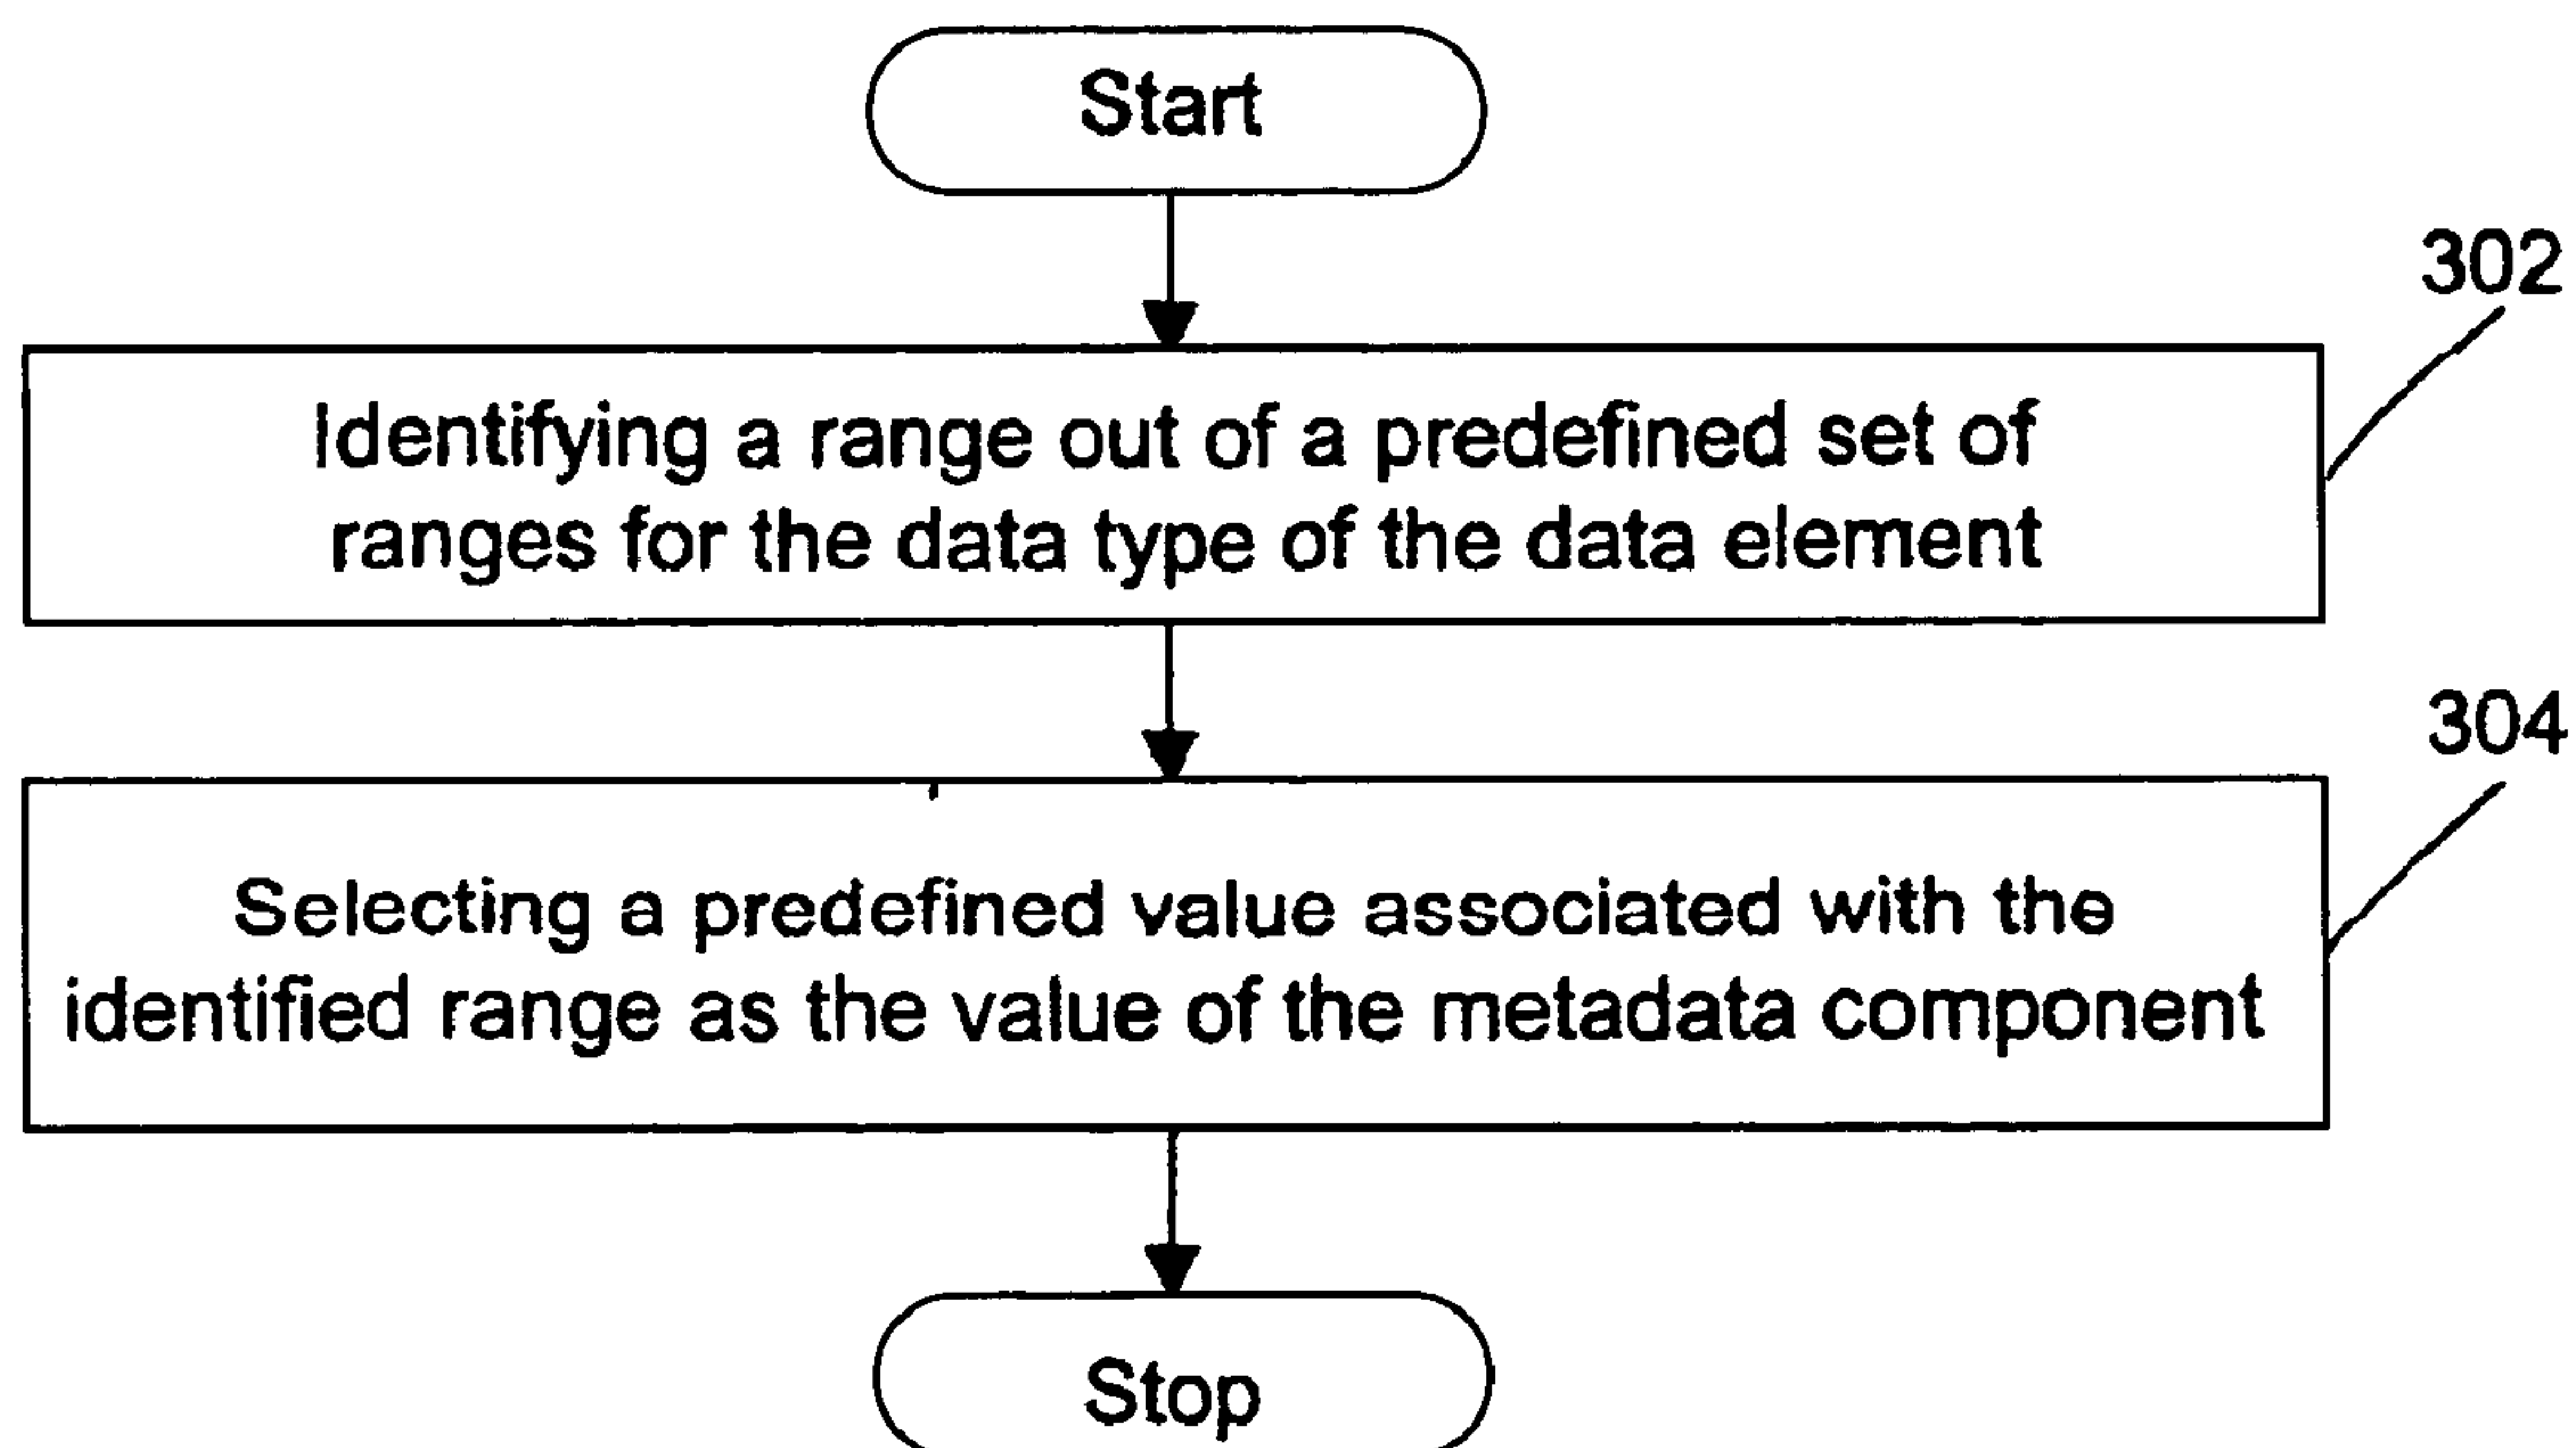 Start
302
Identifying a range out of a predefined set of
ranges for the data type of the data element
304
Selecting a predefined value associated with the
identified range as the value of the metadata component
Stop